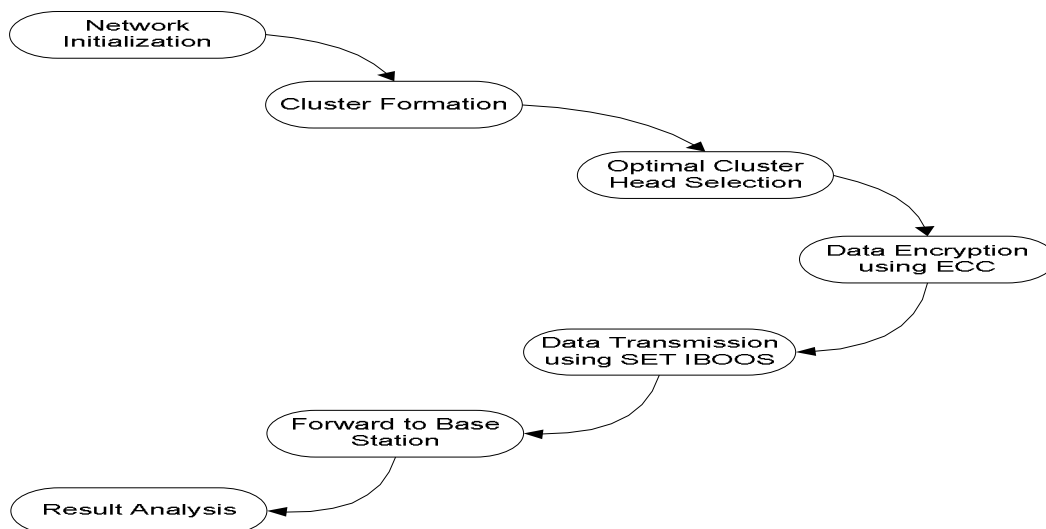 Network
Initialization
Cluster Formation
Optimal Cluster
Head Selection
Data Encryption
using ECC
Data Transmission
using SET IBOOS
Forward to Base
Station
Result Analysis